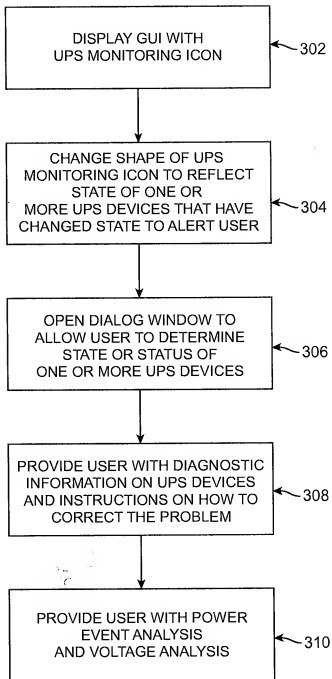 DISPLAY GUI WITH
UPS MONITORING ICON
302
CHANGE SHAPE OF UPS
MONITORING ICON TO REFLECT
STATE OF ONE OR
MORE UPS DEVICES THAT HAVE
CHANGED STATE TO ALERT USER
304
OPEN DIALOG WINDOW TO
ALLOW USER TO DETERMINE
STATE OR STATUS OF
ONE OR MORE UPS DEVICES
306
PROVIDE USER WITH DIAGNOSTIC
INFORMATION ON UPS DEVICES
AND INSTRUCTIONS ON HOW TO
CORRECT THE PROBLEM
308
PROVIDE USER WITH POWER
EVENT ANALYSIS
AND VOLTAGE ANALYSIS
310